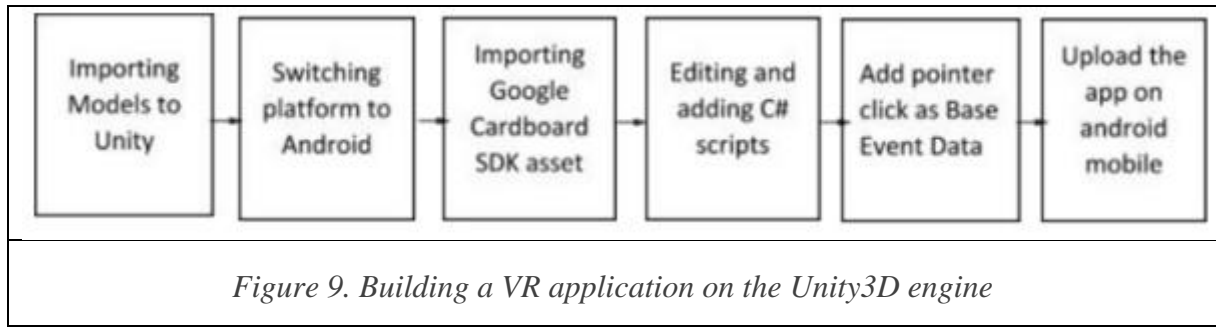 Importing
Models to
Unity
Switching
platform to
Android
Importing
Google
Cardboard
SDK asset
Editing and
adding C#
scripts
Add pointer
click as Base
Event Data
Upload the
app on
android
mobile
Figure 9. Building a VR application on the Unity3D engine